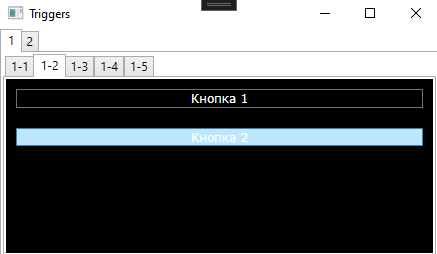 Triggers
1 2
1-1 1-2 1-3 1-4 1-5
Кнопка 1
Кнопка 2